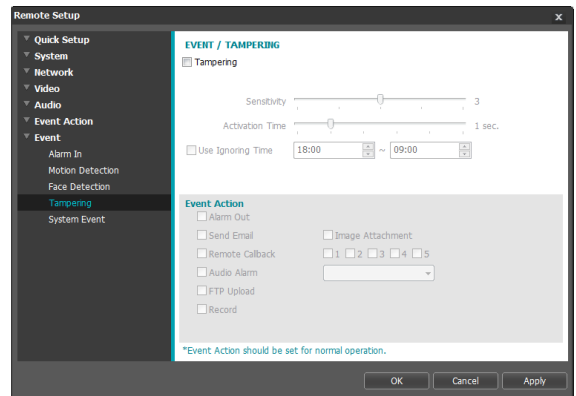 Remote Setup
x
Quick Setup
System
Network
Video
Audio
Event Action
Event
Alarm In
Motion Detection
Face Detection
Tampering
System Event
EVENT / TAMPERING
Tampering
Sensitivity 3
Activation Time 1 sec.
Use Ignoring Time 18:00 ~ 09:00
Event Action
Alarm Out
Send Email Image Attachment
Remote Callback 1 2 3 4 5
Audio Alarm
FTP Upload
Record
*Event Action should be set for normal operation.
OK Cancel Apply